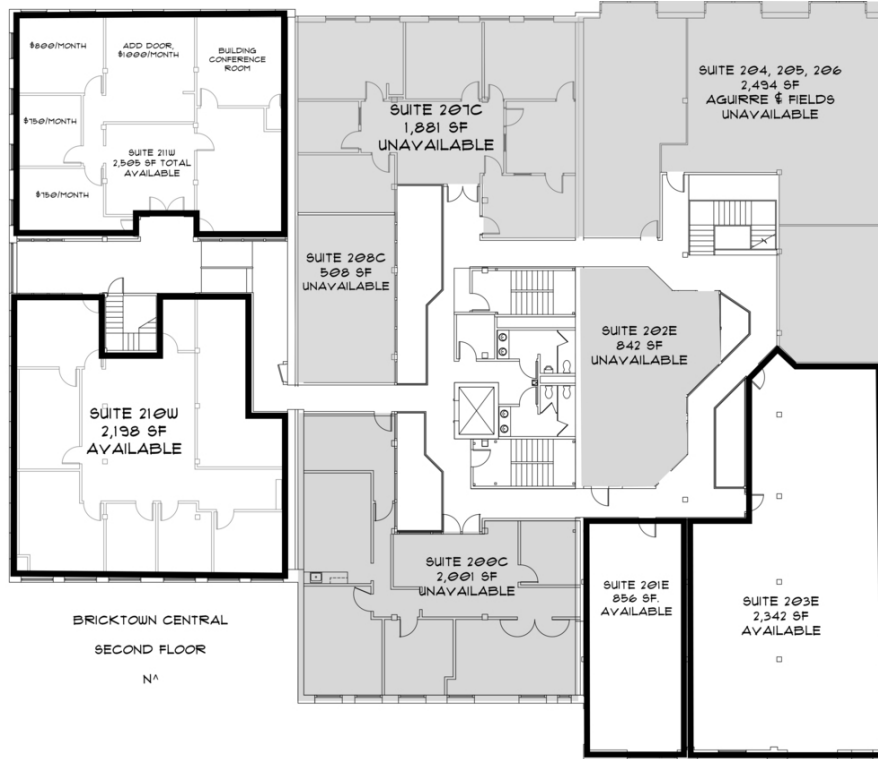 $800/MONTH
ADD DOOR,
$1000/MONTH
BUILDING
CONFERENCE
ROOM
$750/MONTH
SUITE 211W
2,505 SF TOTAL
AVAILABLE
$750/MONTH
SUITE 207C
1,881 SF
UNAVAILABLE
SUITE 204, 205, 206
2,494 SF
AGUIRRE & FIELDS
UNAVAILABLE
SUITE 208C
508 SF
UNAVAILABLE
SUITE 202E
842 SF
UNAVAILABLE
SUITE 210W
2,198 SF
AVAILABLE
SUITE 200C
2,001 SF
UNAVAILABLE
SUITE 201E
856 SF.
AVAILABLE
SUITE 203E
2,342 SF
AVAILABLE
BRICKTOWN CENTRAL
SECOND FLOOR
N^